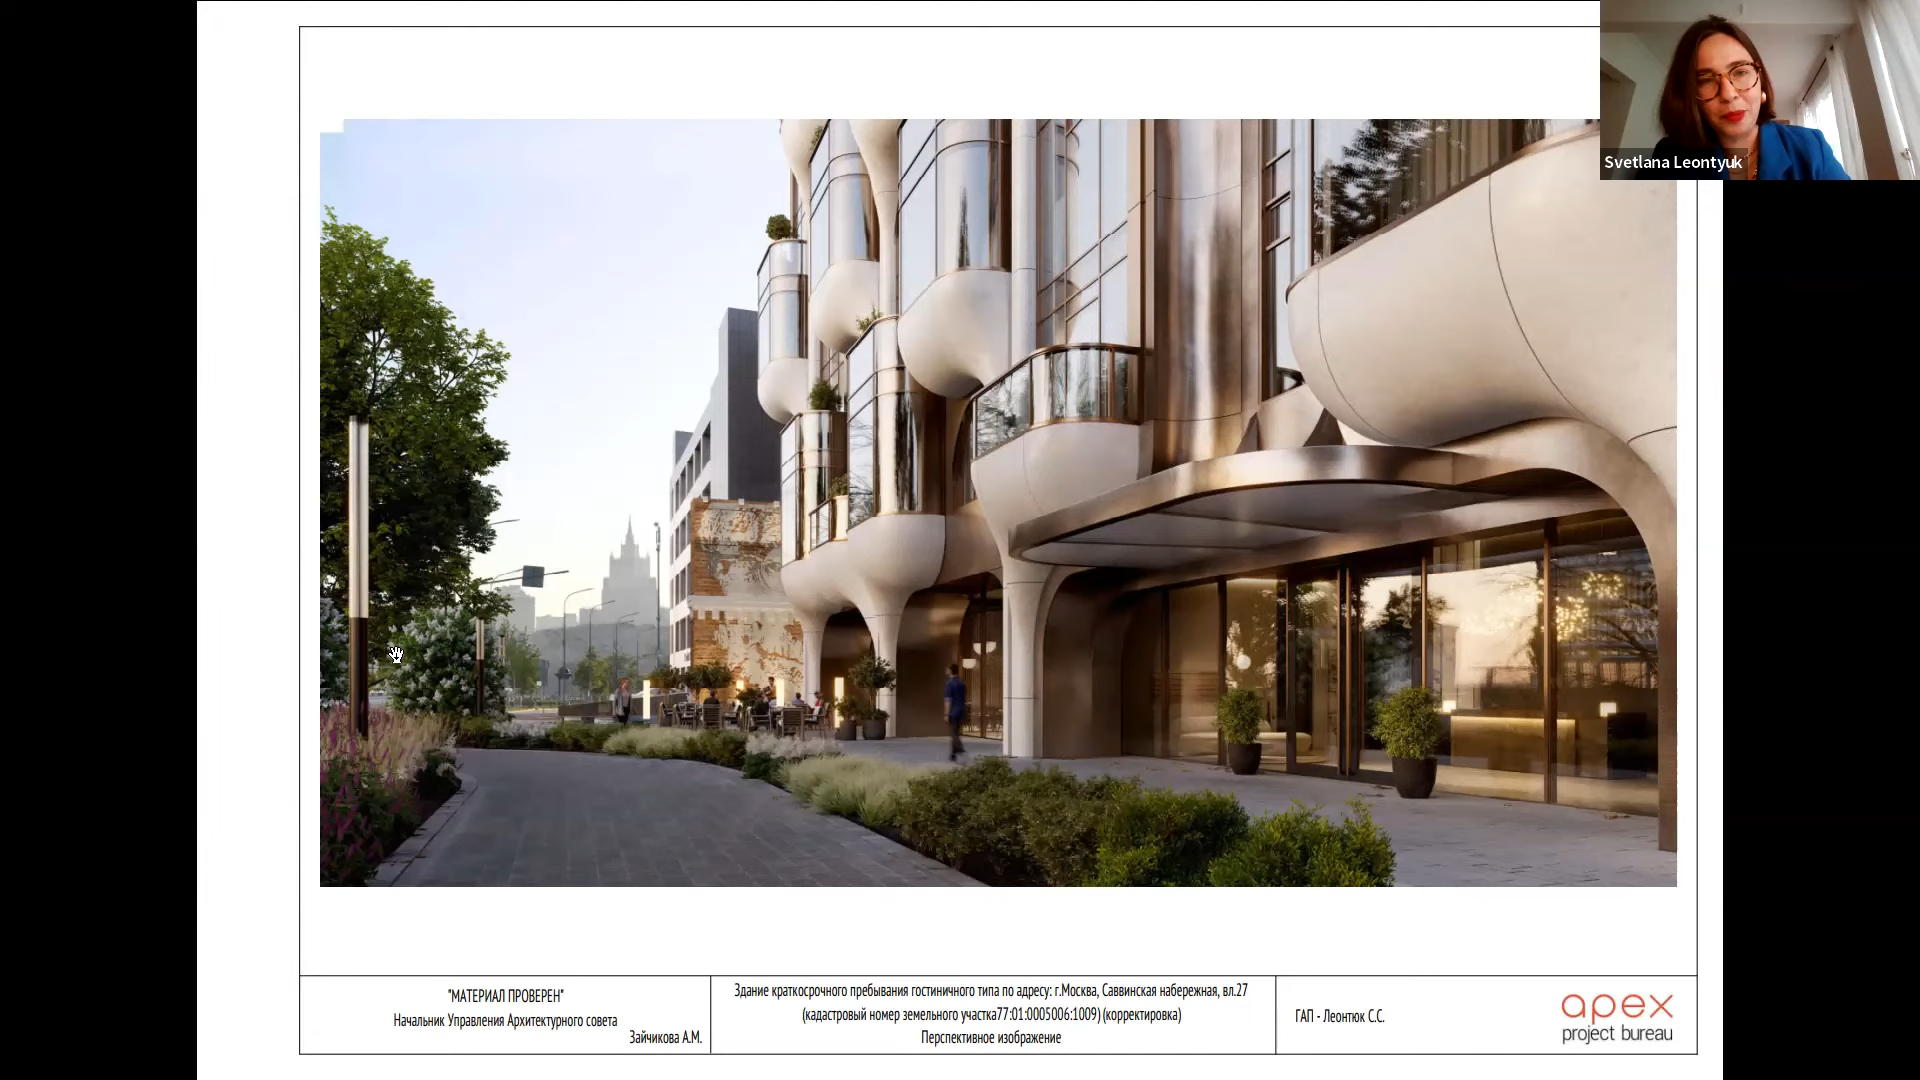 Svetlana Leontyuk
"МАТЕРИАЛ ПРОВЕРЕН"
Начальник Управления Архитектурного совета
Зайчикова А.М.
Здание краткосрочного пребывания гостиничного типа по адресу: г.Москва, Саввинская набережная, вл.27
(кадастровый номер земельного участка77:01:0005006:1009) (корректировка)
Перспективное изображение
ГАП - Леонтюк С.С.
apex
project bureau